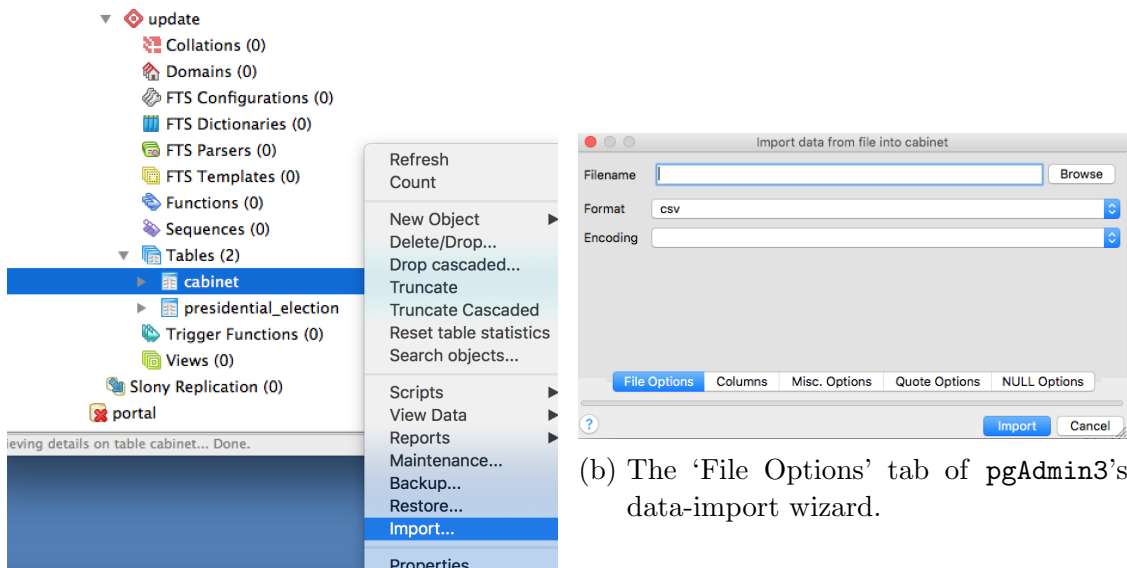 update
Collations (0)
Domains (0)
FTS Configurations (0)
FTS Dictionaries (0)
FTS Parsers (0)
FTS Templates (0)
Functions (0)
Sequences (0)
Tables (2)
cabinet
presidential_election
Trigger Functions (0)
Views (0)
Slony Replication (0)
portal
ieving details on table cabinet... Done.
Refresh
Count
New Object
Delete/Drop...
Drop cascaded...
Truncate
Truncate Cascaded
Reset table statistics
Search objects...
Scripts
View Data
Reports
Maintenance...
Backup...
Restore...
Import...
Properties
Import data from file into cabinet
Filename Browse
Format csv
Encoding
File Options Columns Misc. Options Quote Options NULL Options
? Import Cancel
(b) The ‘File Options’ tab of pgAdmin3’s
data-import wizard.